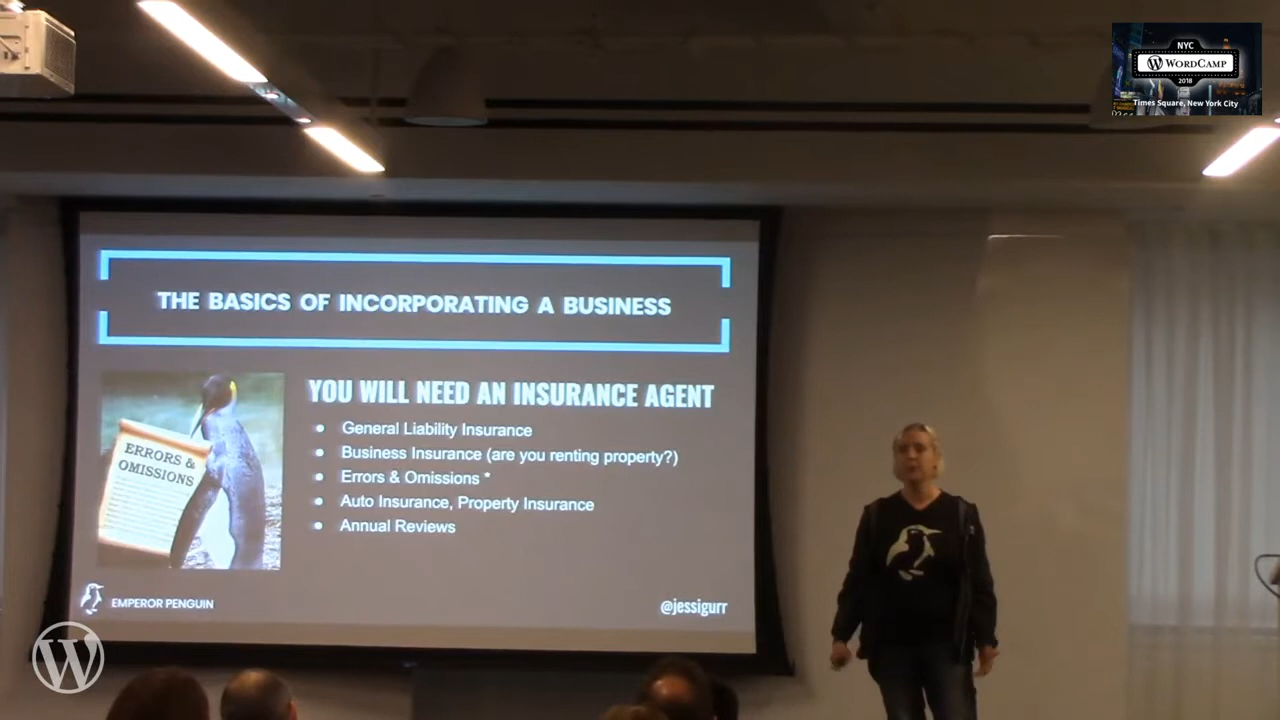 NYC
WORDCAMP
2018
Times Square, New York City
THE BASICS OF INCORPORATING A BUSINESS
YOU WILL NEED AN INSURANCE AGENT
• General Liability Insurance
• Business Insurance (are you renting property?)
• Errors & Omissions *
• Auto Insurance, Property Insurance
• Annual Reviews
ERRORS &
OMISSIONS
EMPEROR PENGUIN
@jessigurr